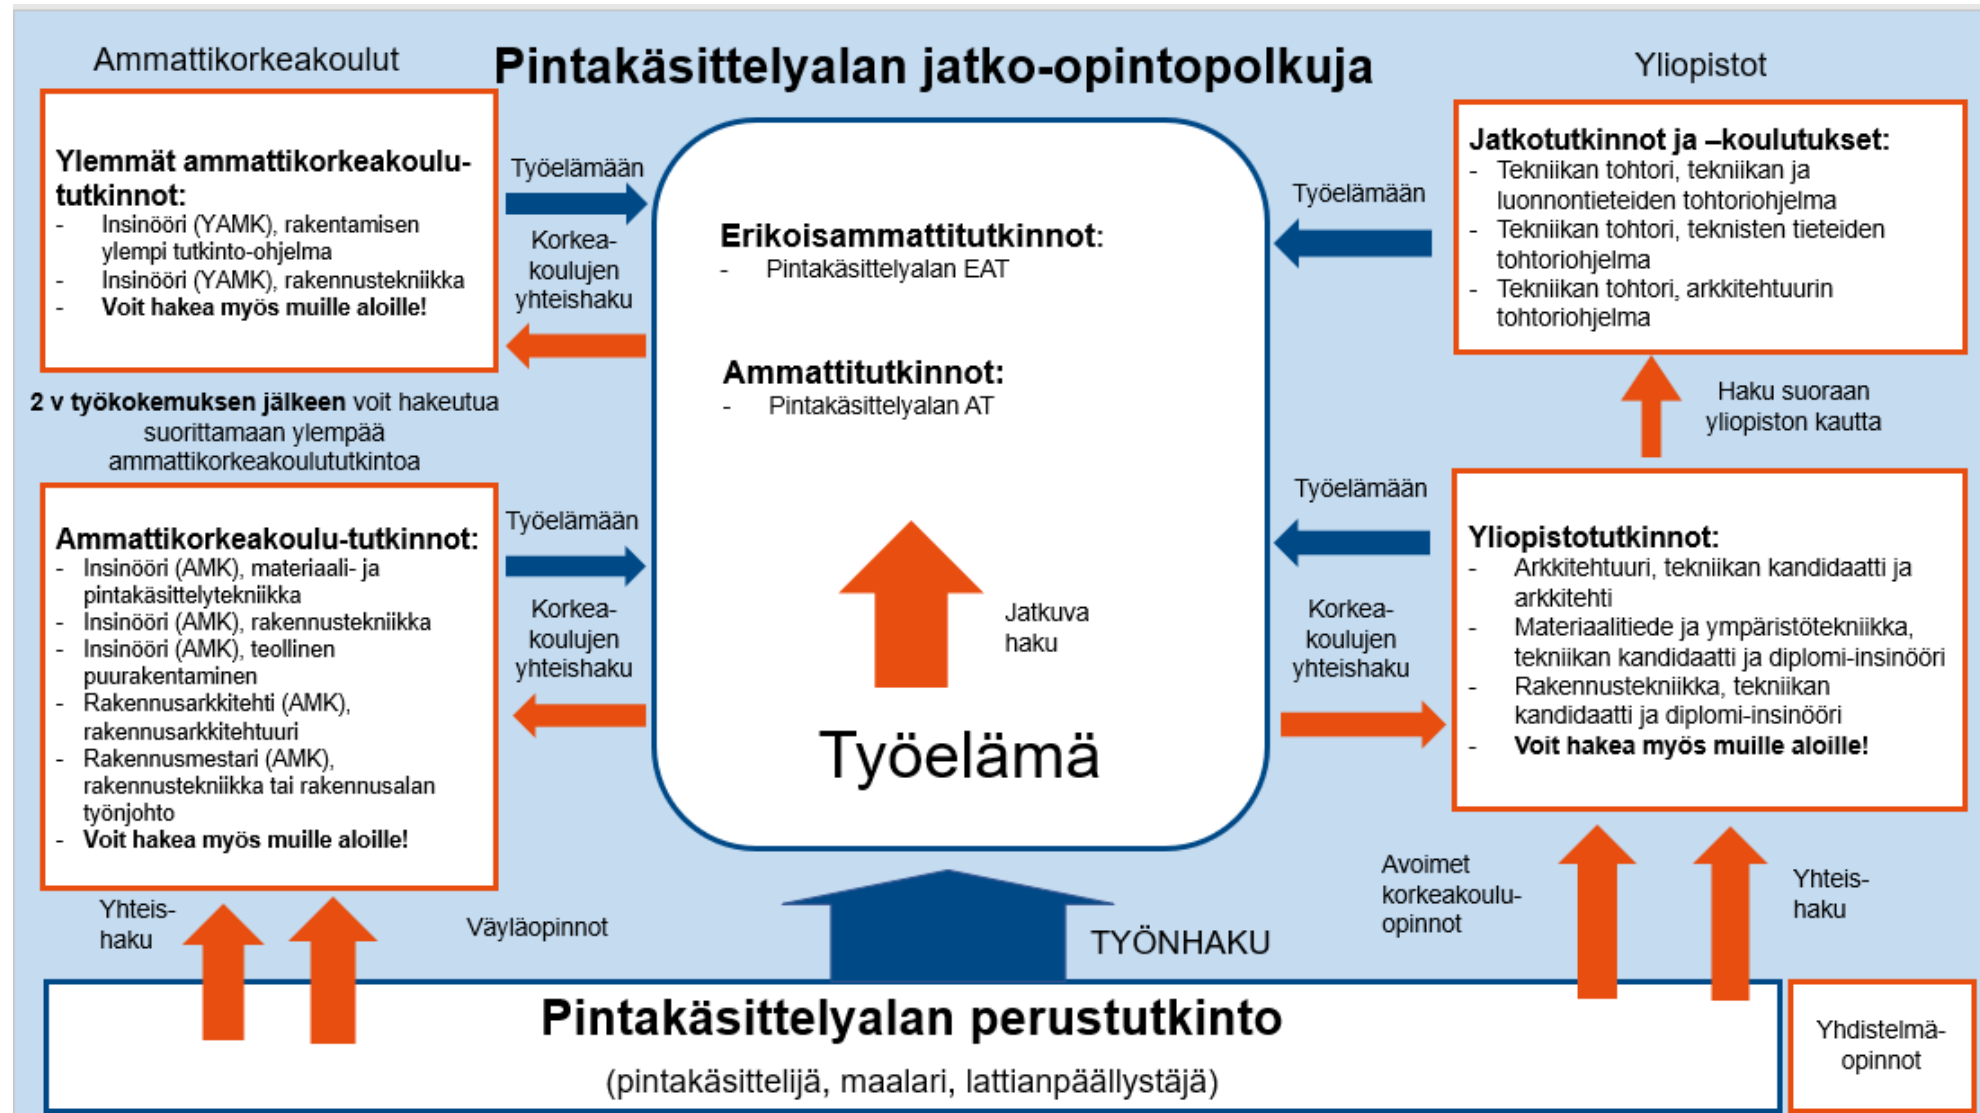 Pintakäsittelyalan jatko-opintopolkuja
Ammattikorkeakoulut
Ylemmät ammattikorkeakoulu-
tutkinnot:
- Insinööri (YAMK), rakentamisen
ylempi tutkinto-ohjelma
- Insinööri (YAMK), rakennustekniikka
- Voit hakea myös muille aloille!
2 v työkokemuksen jälkeen voit hakeutua
suorittamaan ylempää
ammattikorkeakoulututkintoa
Ammattikorkeakoulu-tutkinnot:
- Insinööri (AMK), materiaali- ja
pintakäsittelytekniikka
- Insinööri (AMK), rakennustekniikka
- Insinööri (AMK), teollinen
puurakentaminen
- Rakennusarkkitehti (AMK),
rakennusarkkitehtuuri
- Rakennusmestari (AMK),
rakennustekniikka tai rakennusalan
työnjohto
- Voit hakea myös muille aloille!
Yhteis-
haku
Väyläopinnot
Työelämään
Korkea-
koulujen
yhteishaku
Työelämään
Korkea-
koulujen
yhteishaku
Erikoisammattitutkinnot:
- Pintakäsittelyalan EAT
Ammattitutkinnot:
- Pintakäsittelyalan AT
Jatkuva
haku
Työelämä
TYÖNHAKU
Työelämään
Työelämään
Korkea-
koulujen
yhteishaku
Yliopistot
Jatkotutkinnot ja –koulutukset:
- Tekniikan tohtori, tekniikan ja
luonnontieteiden tohtoriohjelma
- Tekniikan tohtori, teknisten tieteiden
tohtoriohjelma
- Tekniikan tohtori, arkkitehtuurin
tohtoriohjelma
Haku suoraan
yliopiston kautta
Yliopistotutkinnot:
- Arkkitehtuuri, tekniikan kandidaatti ja
arkkitehti
- Materiaalitiede ja ympäristötekniikka,
tekniikan kandidaatti ja diplomi-insinööri
- Rakennustekniikka, tekniikan
kandidaatti ja diplomi-insinööri
- Voit hakea myös muille aloille!
Avoimet
korkeakoulu-
opinnot
Yhteis-
haku
Pintakäsittelyalan perustutkinto
(pintakäsittelijä, maalari, lattianpäällystäjä)
Yhdistelmä-
opinnot